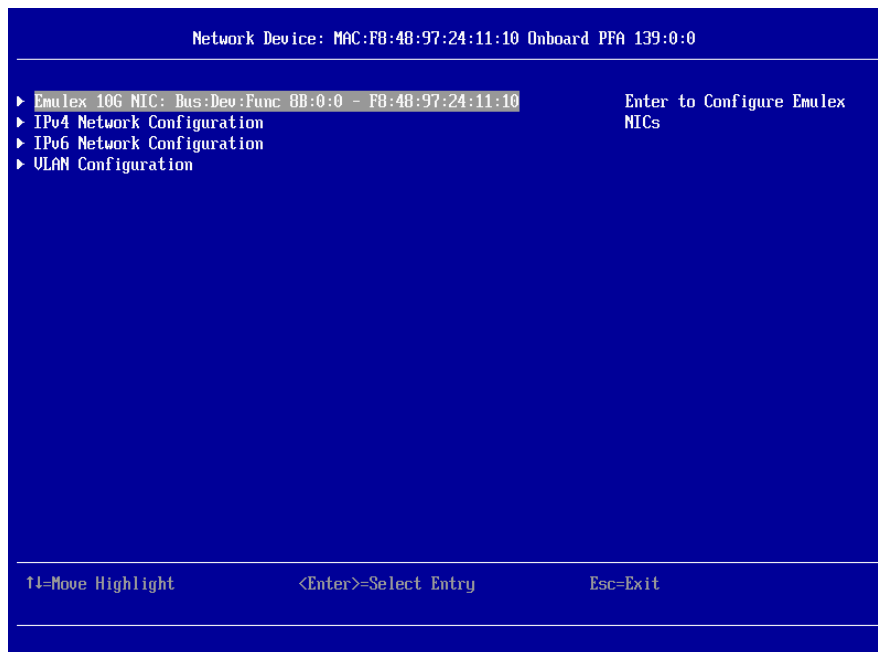 Network Device: MAC:F8:48:97:24:11:10 Onboard PFA 139:0:0
Emulex 10G NIC: Bus:Dev:Func 8B:0:0 - F8:48:97:24:11:10
IPv4 Network Configuration
IPv6 Network Configuration
VLAN Configuration
Enter to Configure Emulex
NICs
↑↓=Move Highlight <Enter>=Select Entry Esc=Exit